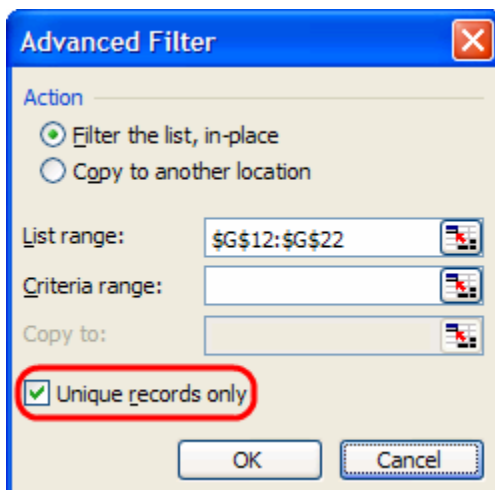 Advanced Filter
Action
Filter the list, in-place
Copy to another location
List range: $G$12:$G$22
Criteria range:
Copy to:
Unique records only
OK Cancel